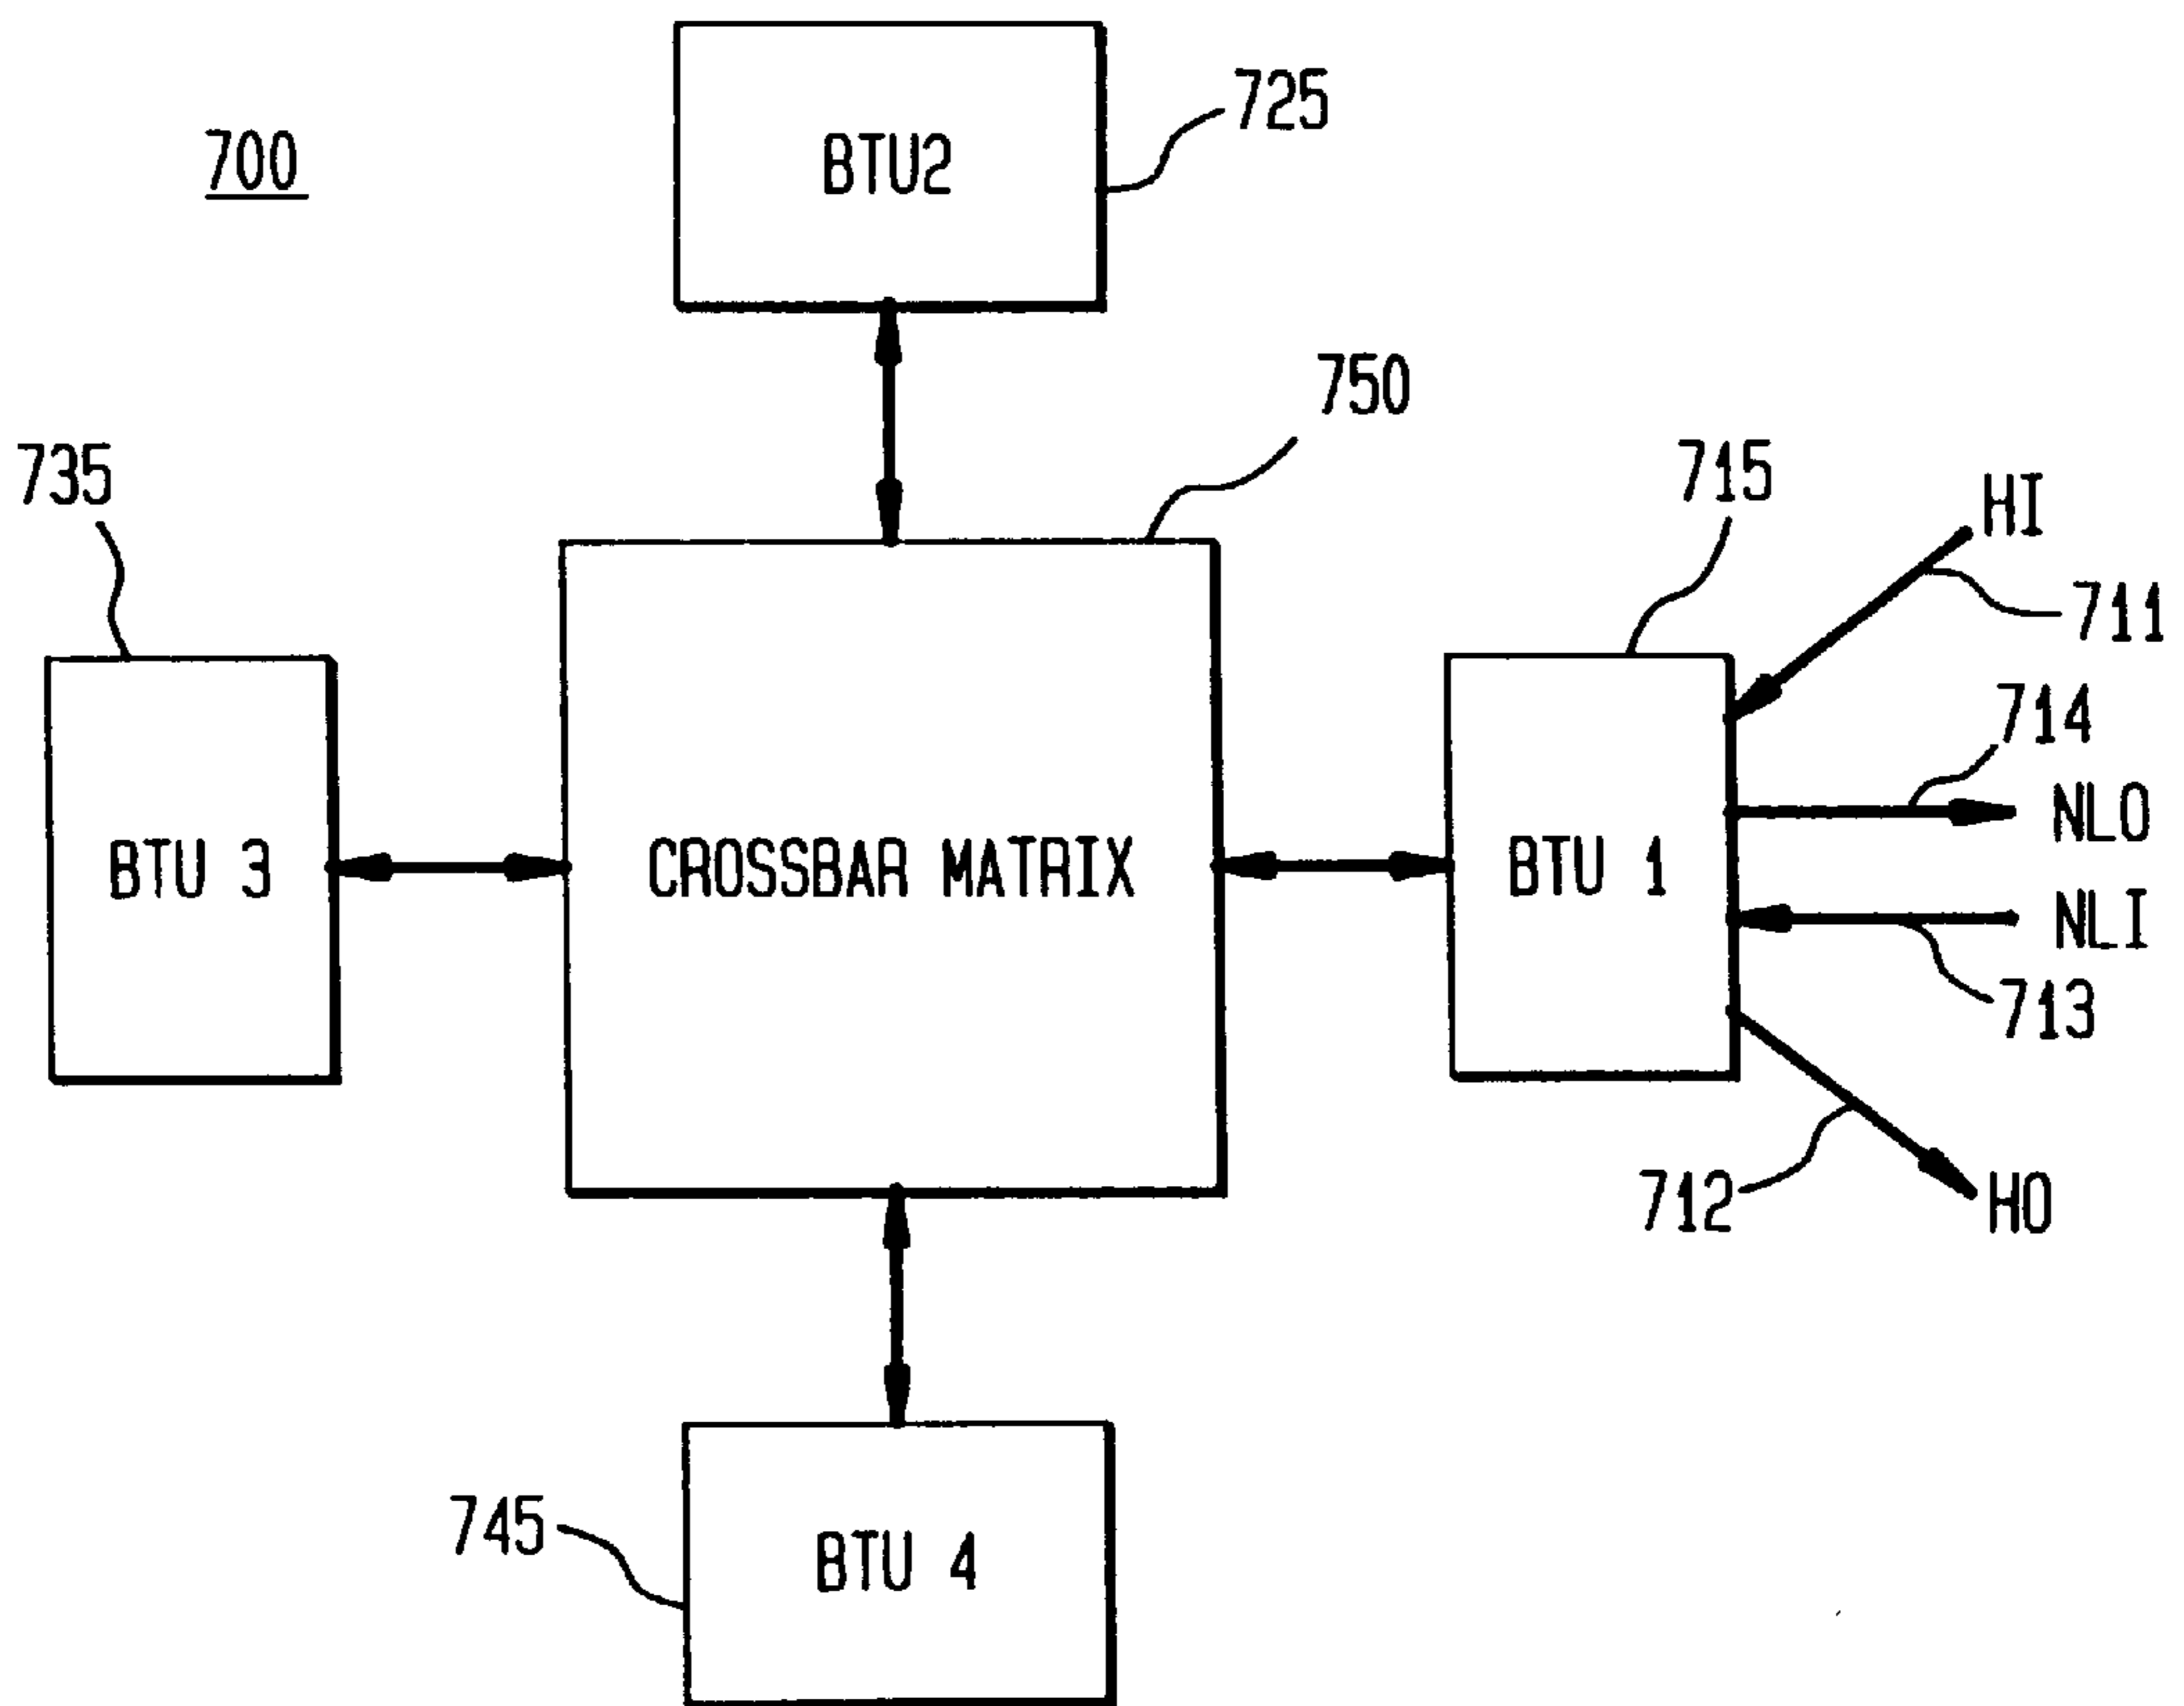 725
700
BTU2
750
735
715
HI
711
714
NLO
BTU 3
CROSSBAR MATRIX
BTU 1
NLI
713
712
HO
745
BTU 4